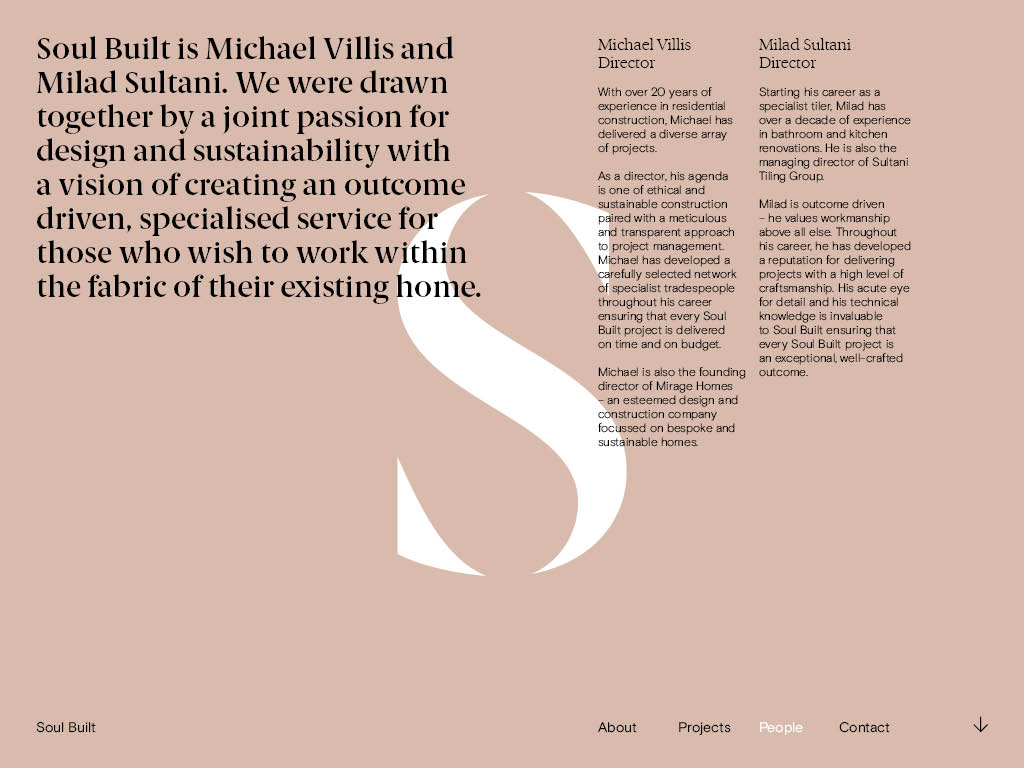 Soul Built is Michael Villis and
Milad Sultani. We were drawn
together by a joint passion for
design and sustainability with
a vision of creating an outcome
driven, specialised service for
those who wish to work within
the fabric of their existing home.
Michael Villis
Director
With over 20 years of
experience in residential
construction, Michael has
delivered a diverse array
of projects.
As a director, his agenda
is one of ethical and
sustainable construction
paired with a meticulous
and transparent approach
to project management.
Michael has developed a
carefully selected network
of specialist tradespeople
throughout his career
ensuring that every Soul
Built project is delivered
on time and on budget.
Michael is also the founding
director of Mirage Homes
– an esteemed design and
construction company
focussed on bespoke and
sustainable homes.
Milad Sultani
Director
Starting his career as a
specialist tiler, Milad has
over a decade of experience
in bathroom and kitchen
renovations. He is also the
managing director of Sultani
Tiling Group.
Milad is outcome driven
– he values workmanship
above all else. Throughout
his career, he has developed
a reputation for delivering
projects with a high level of
craftsmanship. His acute eye
for detail and his technical
knowledge is invaluable
to Soul Built ensuring that
every Soul Built project is
an exceptional, well-crafted
outcome.
S
Soul Built
About
Projects
People
Contact